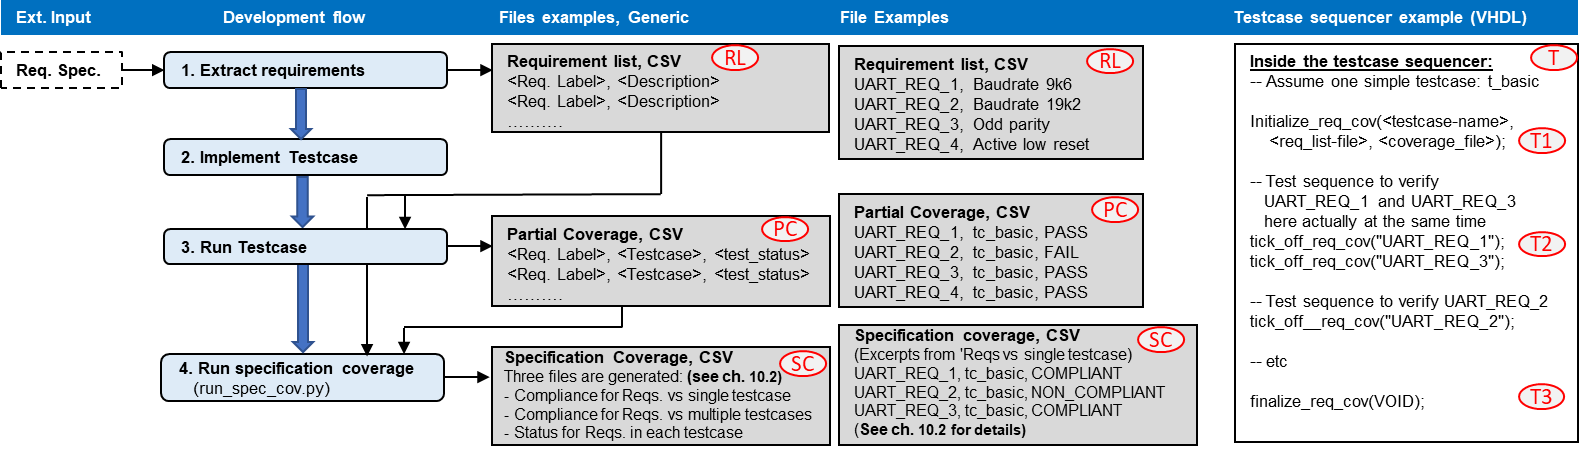 Ext. Input
Development flow
Files examples, Generic
File Examples
Testcase sequencer example (VHDL)
Req. Spec.
1. Extract requirements
2. Implement Testcase
3. Run Testcase
4. Run specification coverage
(run_spec_cov.py)
Requirement list, CSV
RL
<Req. Label>, <Description>
<Req. Label>, <Description>
..........
Partial Coverage, CSV
PC
<Req. Label>, <Testcase>, <test_status>
<Req. Label>, <Testcase>, <test_status>
..........
Specification Coverage, CSV
SC
Three files are generated: (see ch. 10.2)
- Compliance for Reqs. vs single testcase
- Compliance for Reqs. vs multiple testcases
- Status for Reqs. in each testcase
Requirement list, CSV
RL
UART_REQ_1, Baudrate 9k6
UART_REQ_2, Baudrate 19k2
UART_REQ_3, Odd parity
UART_REQ_4, Active low reset
Partial Coverage, CSV
PC
UART_REQ_1, tc_basic, PASS
UART_REQ_2, tc_basic, FAIL
UART_REQ_3, tc_basic, PASS
UART_REQ_4, tc_basic, PASS
Specification coverage, CSV
SC
(Excerpts from 'Reqs vs single testcase)
UART_REQ_1, tc_basic, COMPLIANT
UART_REQ_2, tc_basic, NON_COMPLIANT
UART_REQ_3, tc_basic, COMPLIANT
(See ch. 10.2 for details)
Inside the testcase sequencer:
T
-- Assume one simple testcase: t_basic
Initialize_req_cov(<testcase-name>,
<req_list-file>, <coverage_file>);
T1
-- Test sequence to verify
UART_REQ_1 and UART_REQ_3
here actually at the same time
tick_off_req_cov("UART_REQ_1");
T2
tick_off_req_cov("UART_REQ_3");
-- Test sequence to verify UART_REQ_2
tick_off__req_cov("UART_REQ_2");
-- etc
finalize_req_cov(VOID);
T3